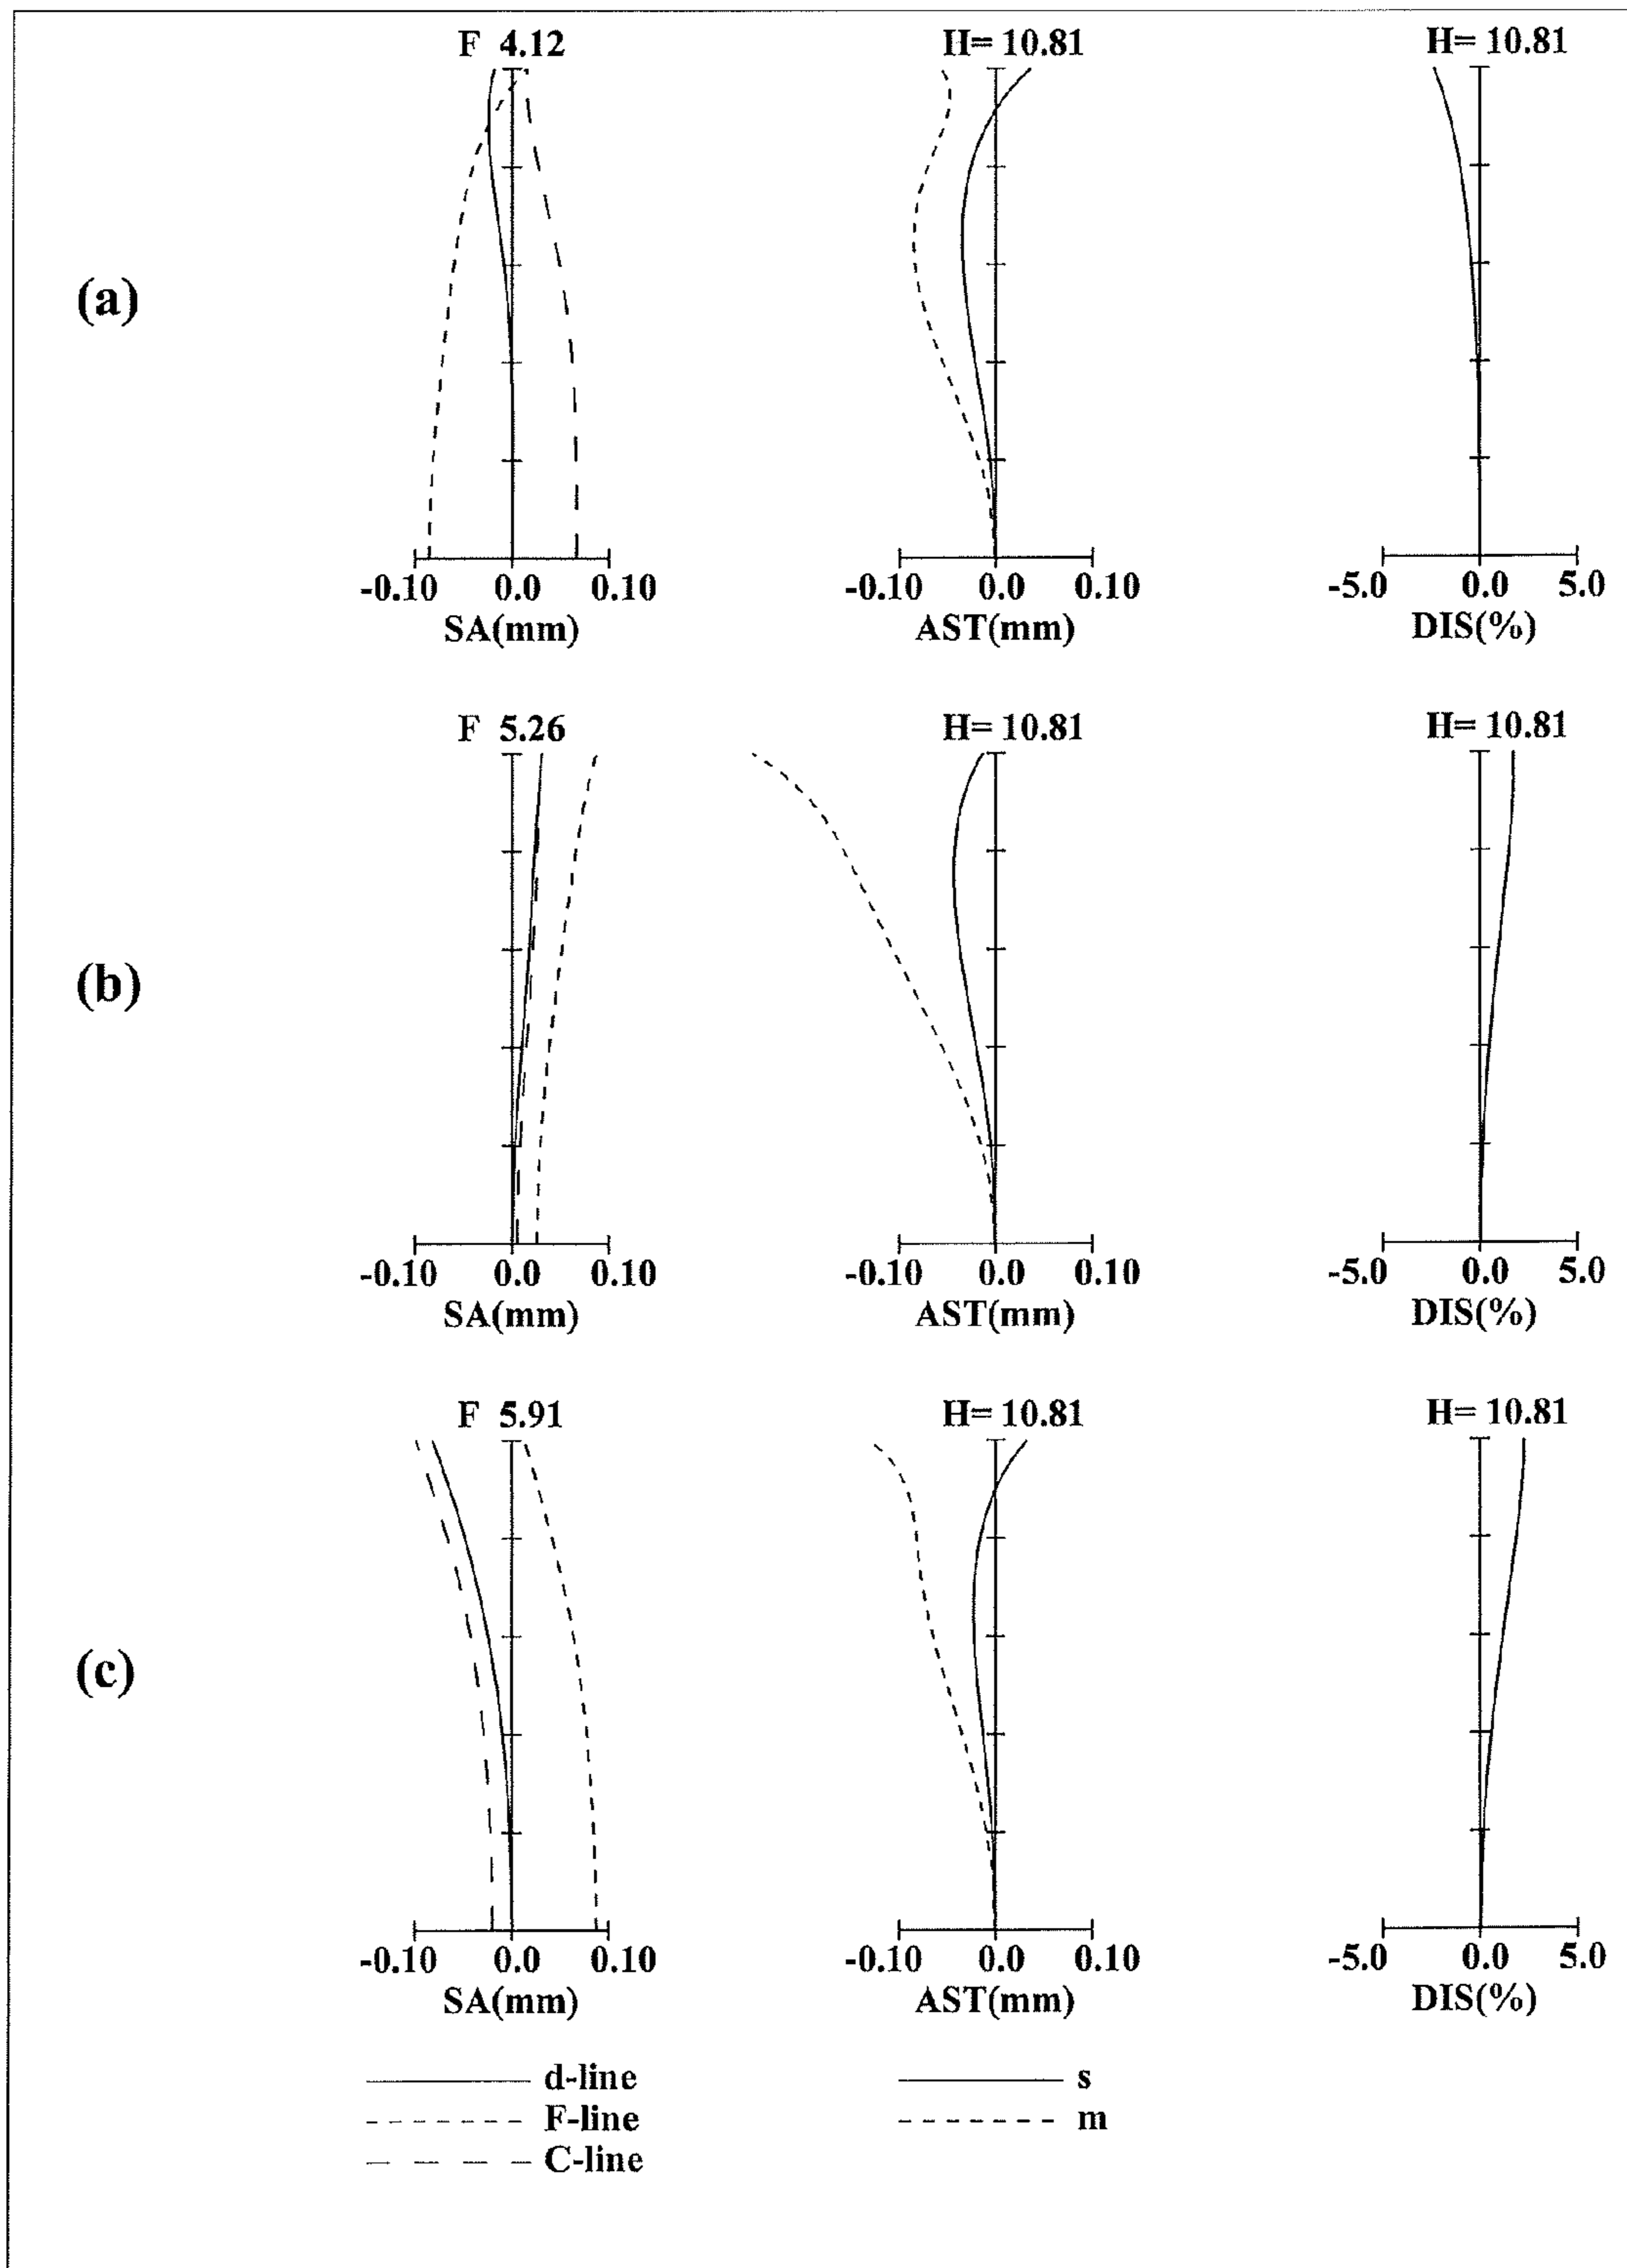 F 4.12
H= 10.81
H= 10.81
(a)
-0.10 0.0 0.10
SA(mm)
-0.10 0.0 0.10
AST(mm)
-5.0 0.0 5.0
DIS(%)
F 5.26
H= 10.81
H= 10.81
(b)
-0.10 0.0 0.10
SA(mm)
-0.10 0.0 0.10
AST(mm)
-5.0 0.0 5.0
DIS(%)
F 5.91
H= 10.81
H= 10.81
(c)
-0.10 0.0 0.10
SA(mm)
-0.10 0.0 0.10
AST(mm)
-5.0 0.0 5.0
DIS(%)
d-line
F-line
C-line
s
m